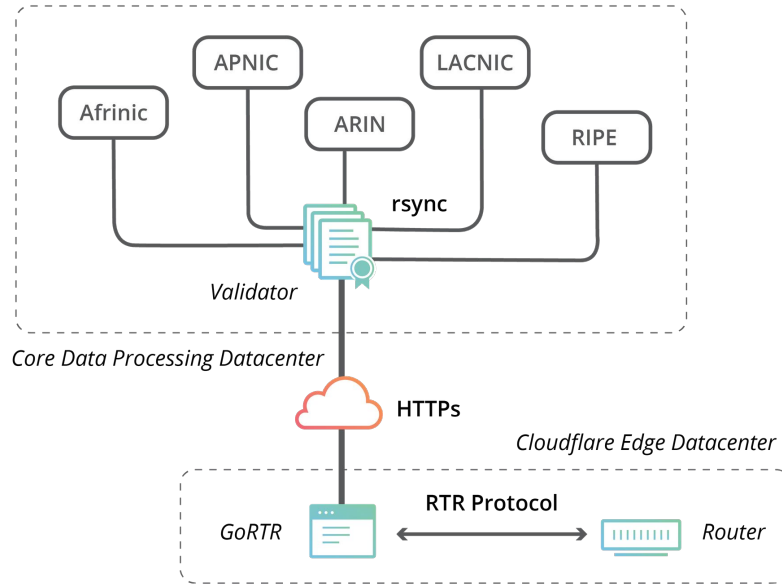 APNIC
LACNIC
Afrinic
ARIN
RIPE
rsync
Validator
Core Data Processing Datacenter
HTTPs
Cloudflare Edge Datacenter
RTR Protocol
GoRTR
Router